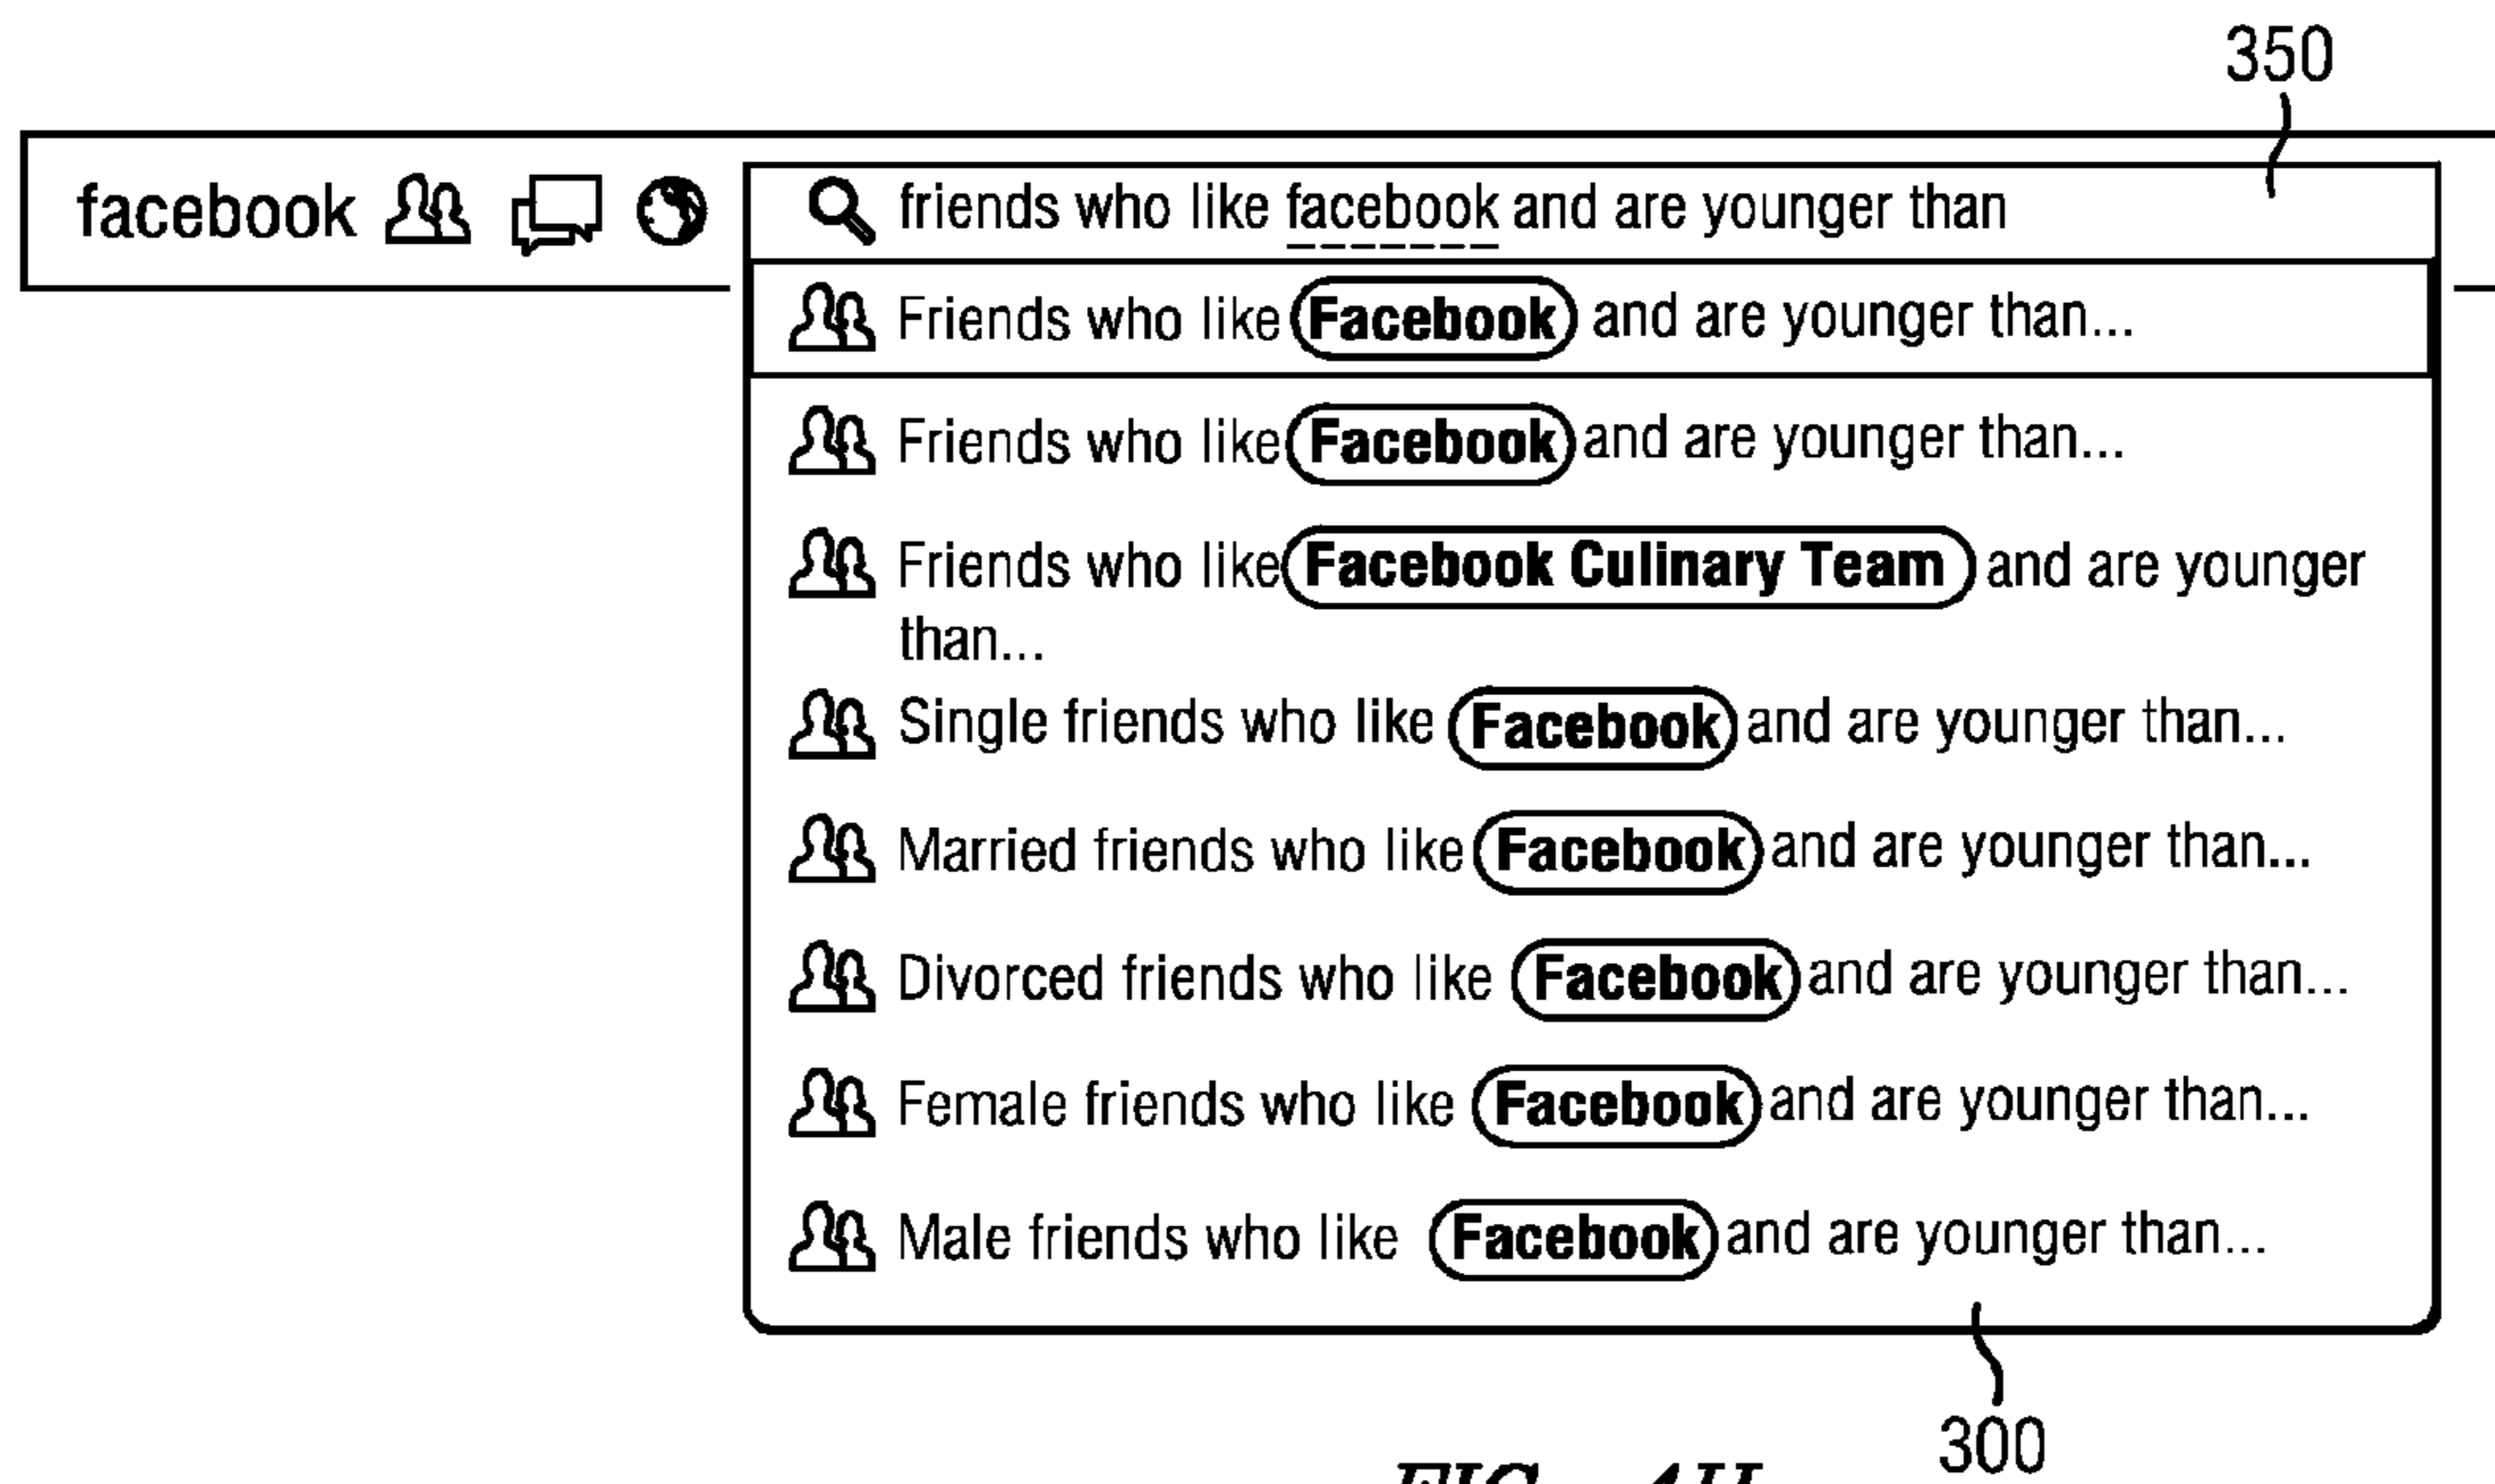 350
facebook
friends who like facebook and are younger than
Friends who like Facebook and are younger than...
Friends who like Facebook and are younger than...
Friends who like Facebook Culinary Team and are younger
than...
Single friends who like Facebook and are younger than...
Married friends who like Facebook and are younger than...
Divorced friends who like Facebook and are younger than...
Female friends who like Facebook and are younger than...
Male friends who like Facebook and are younger than...
300